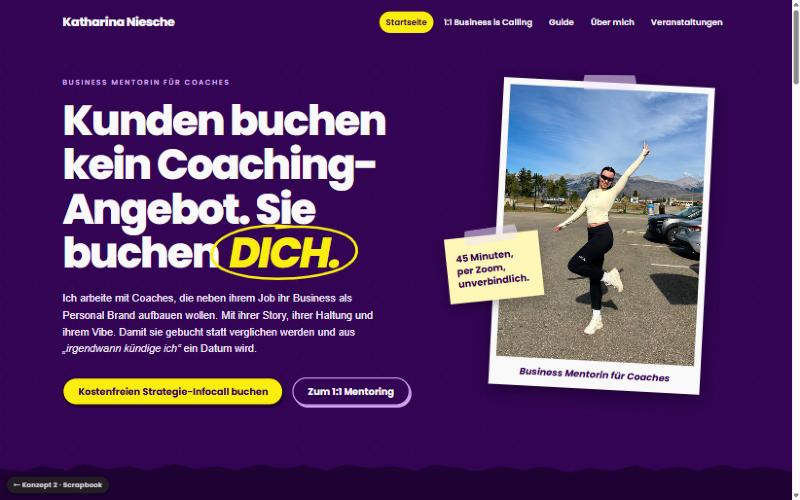 Katharina Niesche
Startseite
1:1 Business is Calling
Guide
Über mich
Veranstaltungen
BUSINESS MENTORIN FÜR COACHES
Kunden buchen
kein Coaching-
Angebot. Sie
buchen DICH.
Ich arbeite mit Coaches, die neben ihrem Job ihr Business als
Personal Brand aufbauen wollen. Mit ihrer Story, ihrer Haltung und
ihrem Vibe. Damit sie gebucht statt verglichen werden und aus
„irgendwann kündige ich“ ein Datum wird.
Kostenfreien Strategie-Infocall buchen
Zum 1:1 Mentoring
45 Minuten,
per Zoom,
unverbindlich.
Business Mentorin für Coaches
← Konzept 2 · Scrapbook